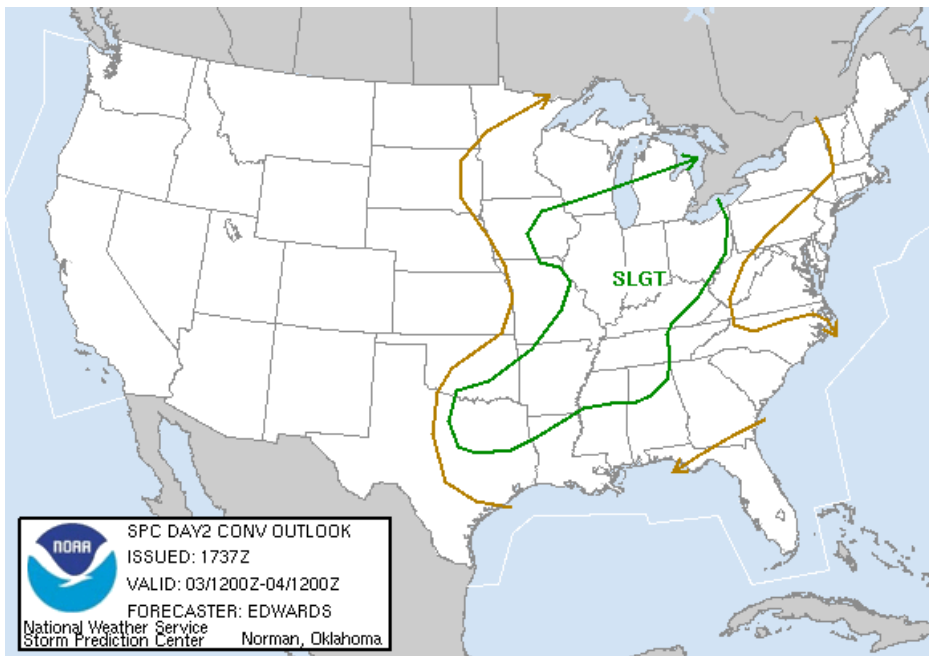 SLGT
NOAA
SPC DAY2 CONV OUTLOOK
ISSUED: 1737Z
VALID: 03/1200Z-04/1200Z
FORECASTER: EDWARDS
National Weather Service
Storm Prediction Center Norman, Oklahoma